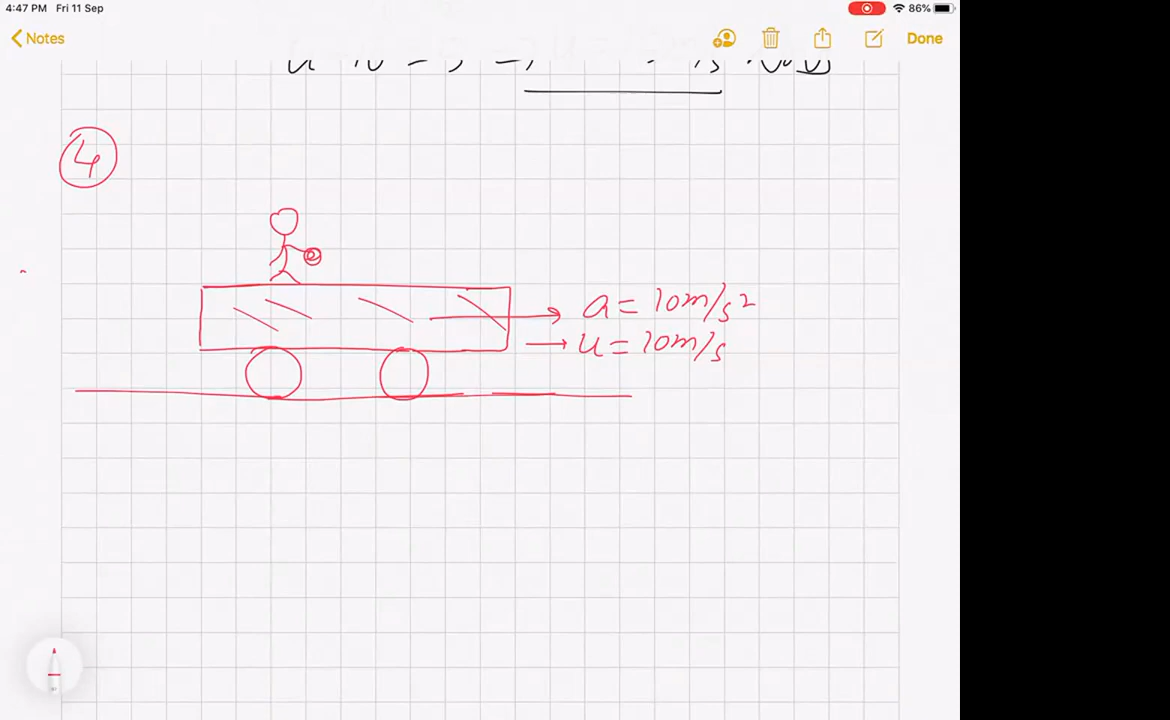 4:47 PM Fri 11 Sep
86%
Notes
Done
4
a = 10m/s²
u = 10m/s